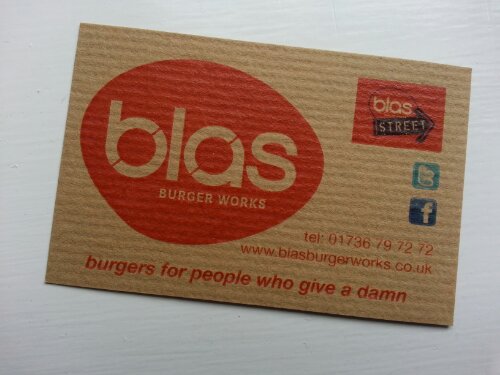 blas
BURGER WORKS
blas
STREET
tel: 01736 79 72 72
www.blasburgerworks.co.uk
burgers for people who give a damn